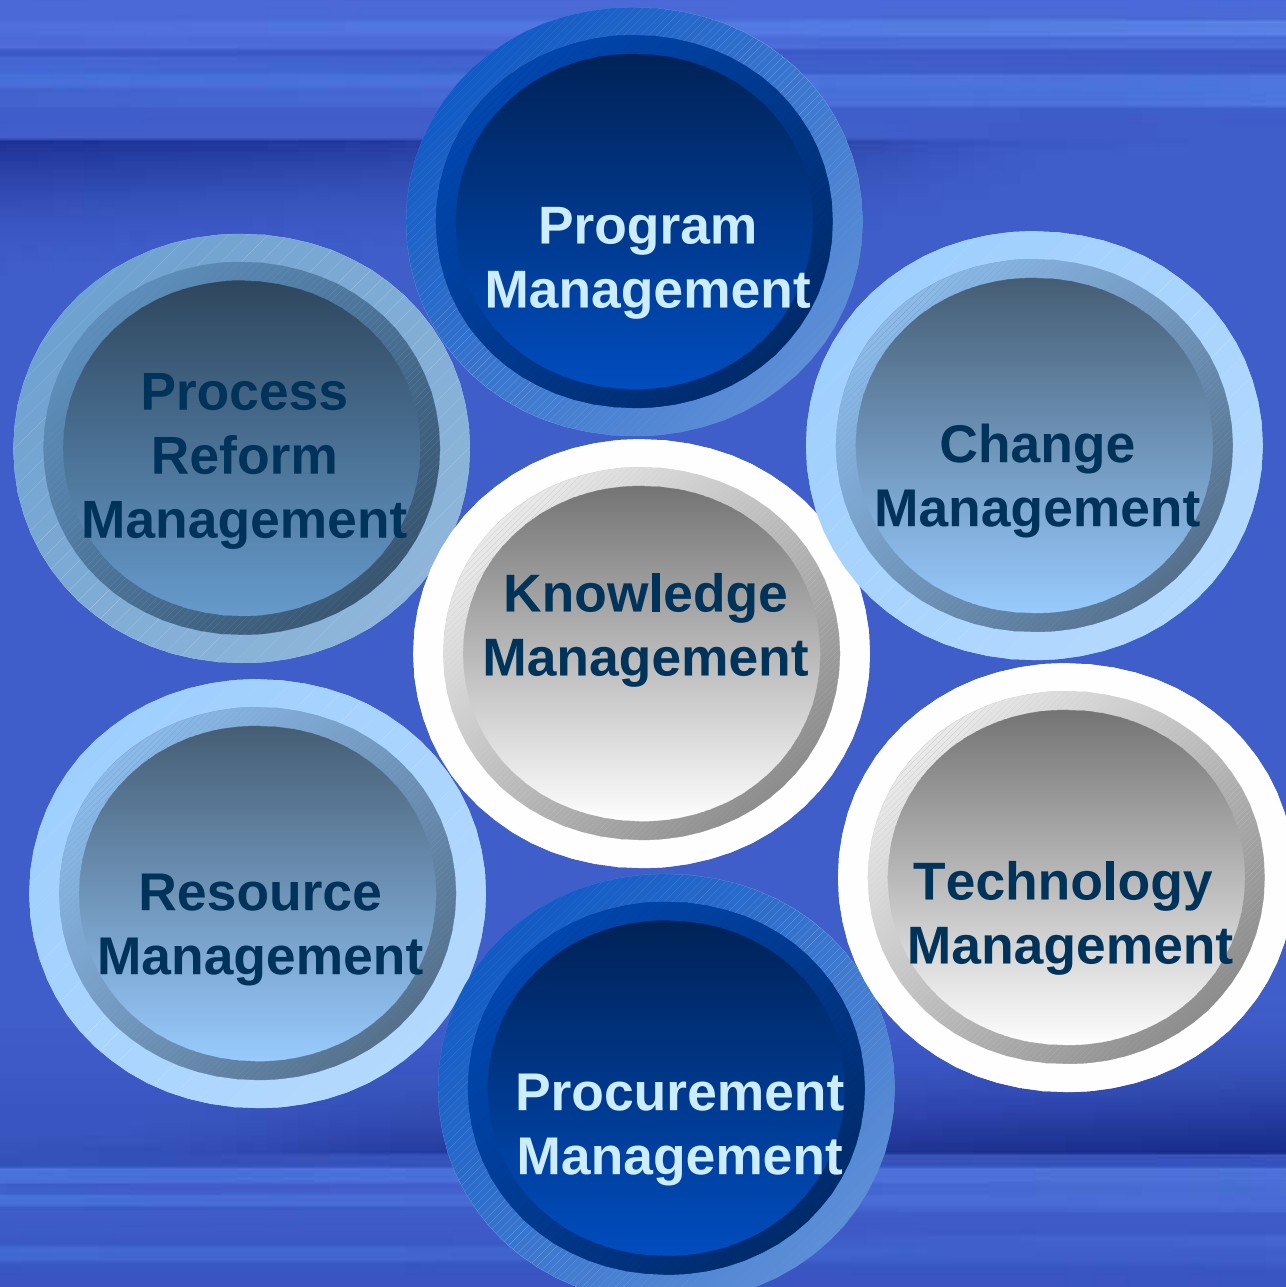 Program
Management
Process
Reform
Management
Change
Management
Knowledge
Management
Resource
Management
Technology
Management
Procurement
Management